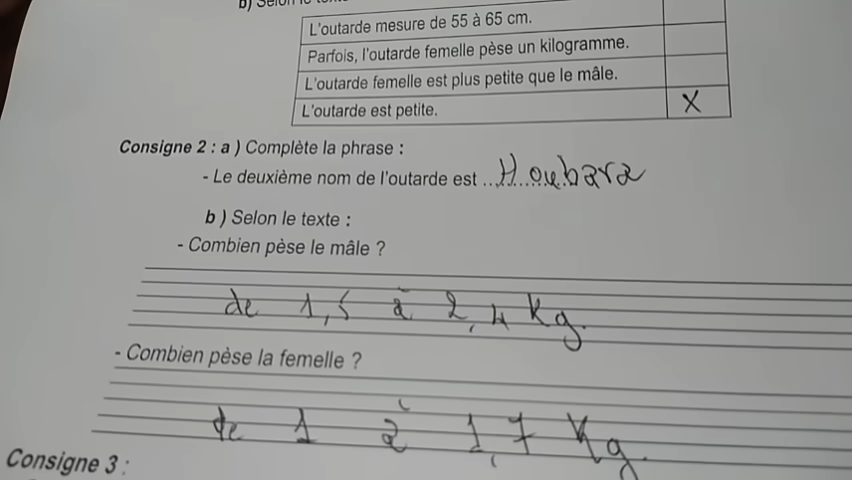 b) Selon le
L'outarde mesure de 55 à 65 cm.
Parfois, l'outarde femelle pèse un kilogramme.
L'outarde femelle est plus petite que le mâle.
L'outarde est petite. X
Consigne 2 : a ) Complète la phrase :
- Le deuxième nom de l'outarde est ... Houbara
b ) Selon le texte :
- Combien pèse le mâle ?
de 1,5 à 2,4 kg.
- Combien pèse la femelle ?
de 1 à 1,7 Kg.
Consigne 3 :